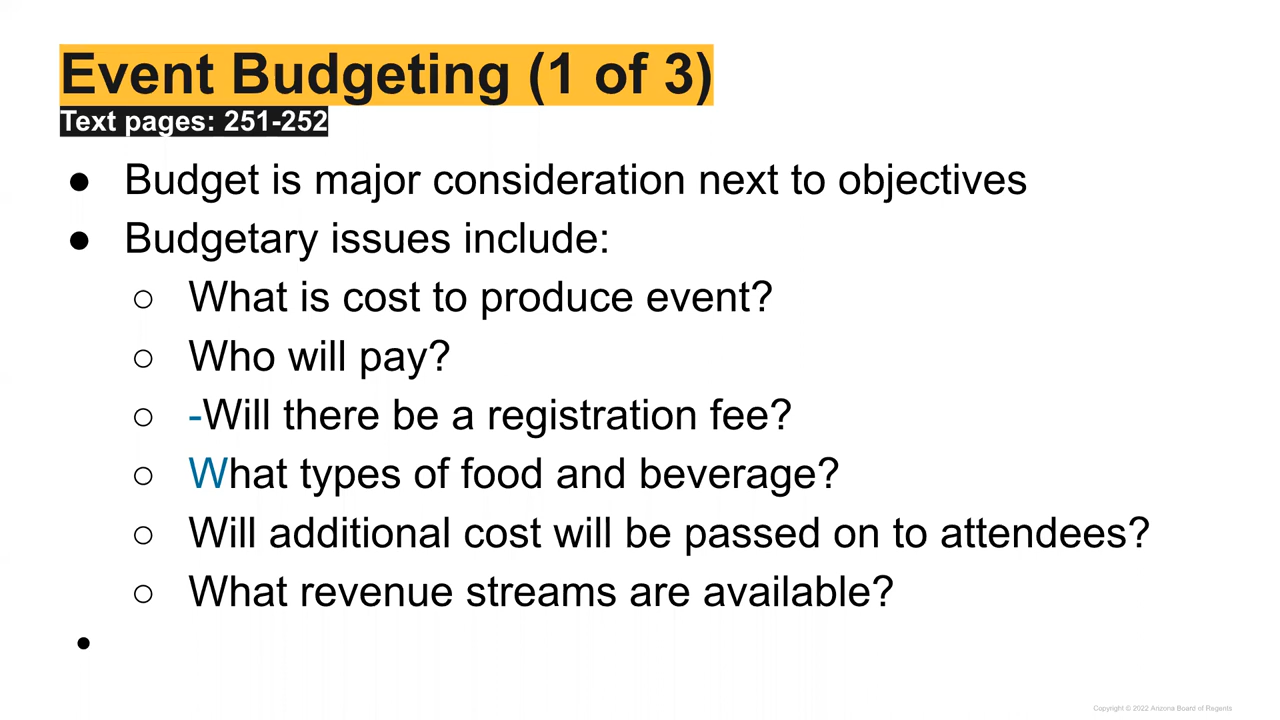 Event Budgeting (1 of 3)
Text pages: 251-252
● Budget is major consideration next to objectives
● Budgetary issues include:
○ What is cost to produce event?
○ Who will pay?
○ -Will there be a registration fee?
○ What types of food and beverage?
○ Will additional cost will be passed on to attendees?
○ What revenue streams are available?
•
Copyright © 2022 Arizona Board of Regents